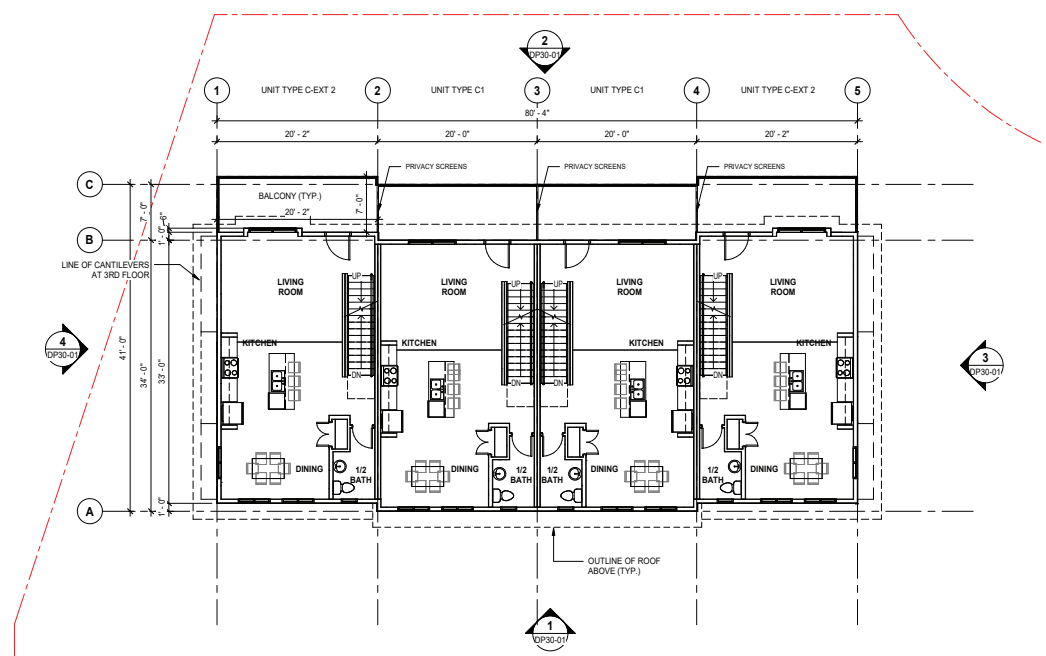 2
DP30-01
1
UNIT TYPE C-EXT 2
2
UNIT TYPE C1
3
UNIT TYPE C1
4
UNIT TYPE C-EXT 2
5
80' - 4"
20' - 2"
20' - 0"
20' - 0"
20' - 2"
PRIVACY SCREENS
PRIVACY SCREENS
PRIVACY SCREENS
C
BALCONY (TYP.)
7' - 0"
20' - 2"
7' - 0"
B
1' - 0"
LINE OF CANTILEVERS
AT 3RD FLOOR
LIVING
ROOM
UP
LIVING
ROOM
UP
UP
LIVING
ROOM
UP
LIVING
ROOM
4
DP30-01
41' - 0"
34' - 0"
33' - 0"
KITCHEN
KITCHEN
KITCHEN
KITCHEN
3
DP30-01
DN
DN
DN
DN
DINING
1/2
BATH
DINING
1/2
BATH
1/2
BATH
DINING
1/2
BATH
DINING
A
1' - 0"
OUTLINE OF ROOF
ABOVE (TYP.)
1
DP30-01